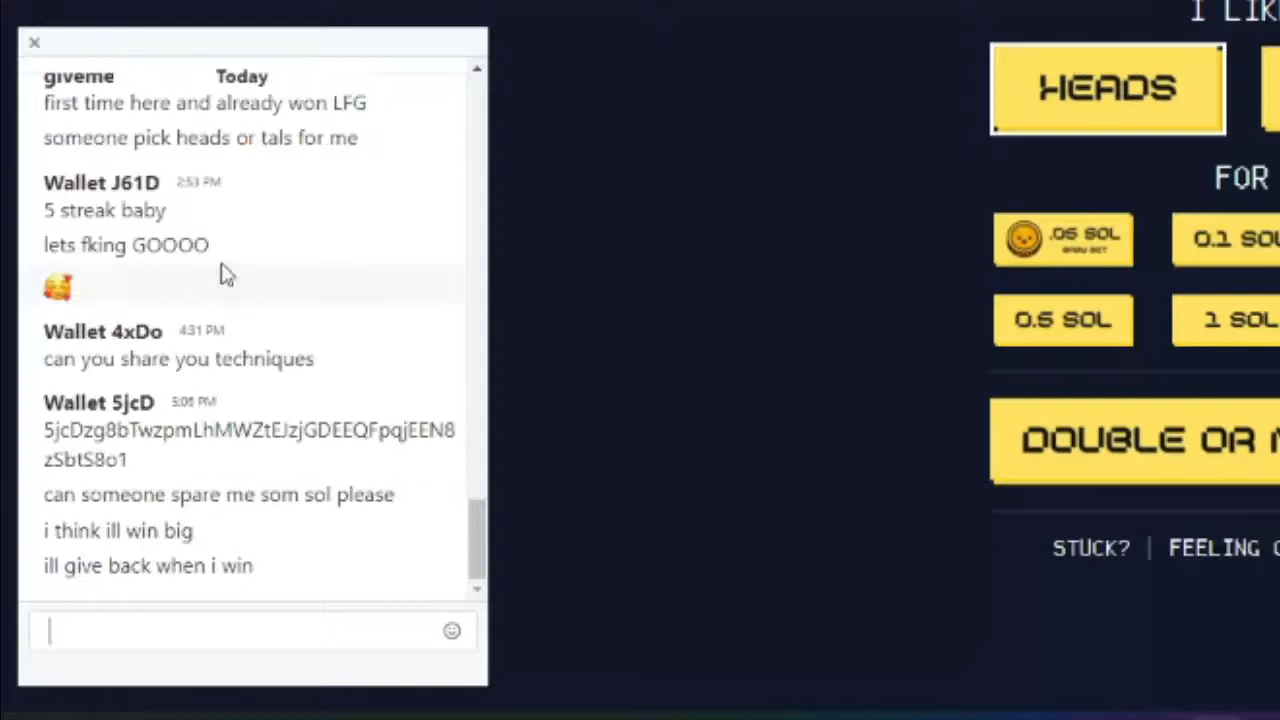 giveme Today
first time here and already won LFG
someone pick heads or tals for me
Wallet J61D 2:53 PM
5 streak baby
lets fking GOOOO
Wallet 4xDo 4:31 PM
can you share you techniques
Wallet 5jcD 5:06 PM
5jcDzg8bTwzpmLhMWZtEJzjGDEEQFpqjEEN8
zSbtS8o1
can someone spare me som sol please
i think ill win big
ill give back when i win
I LIK
HEADS
FOR
.05 SOL
BABY BET
0.1 SOL
0.5 SOL
1 SOL
DOUBLE OR N
STUCK? | FEELING